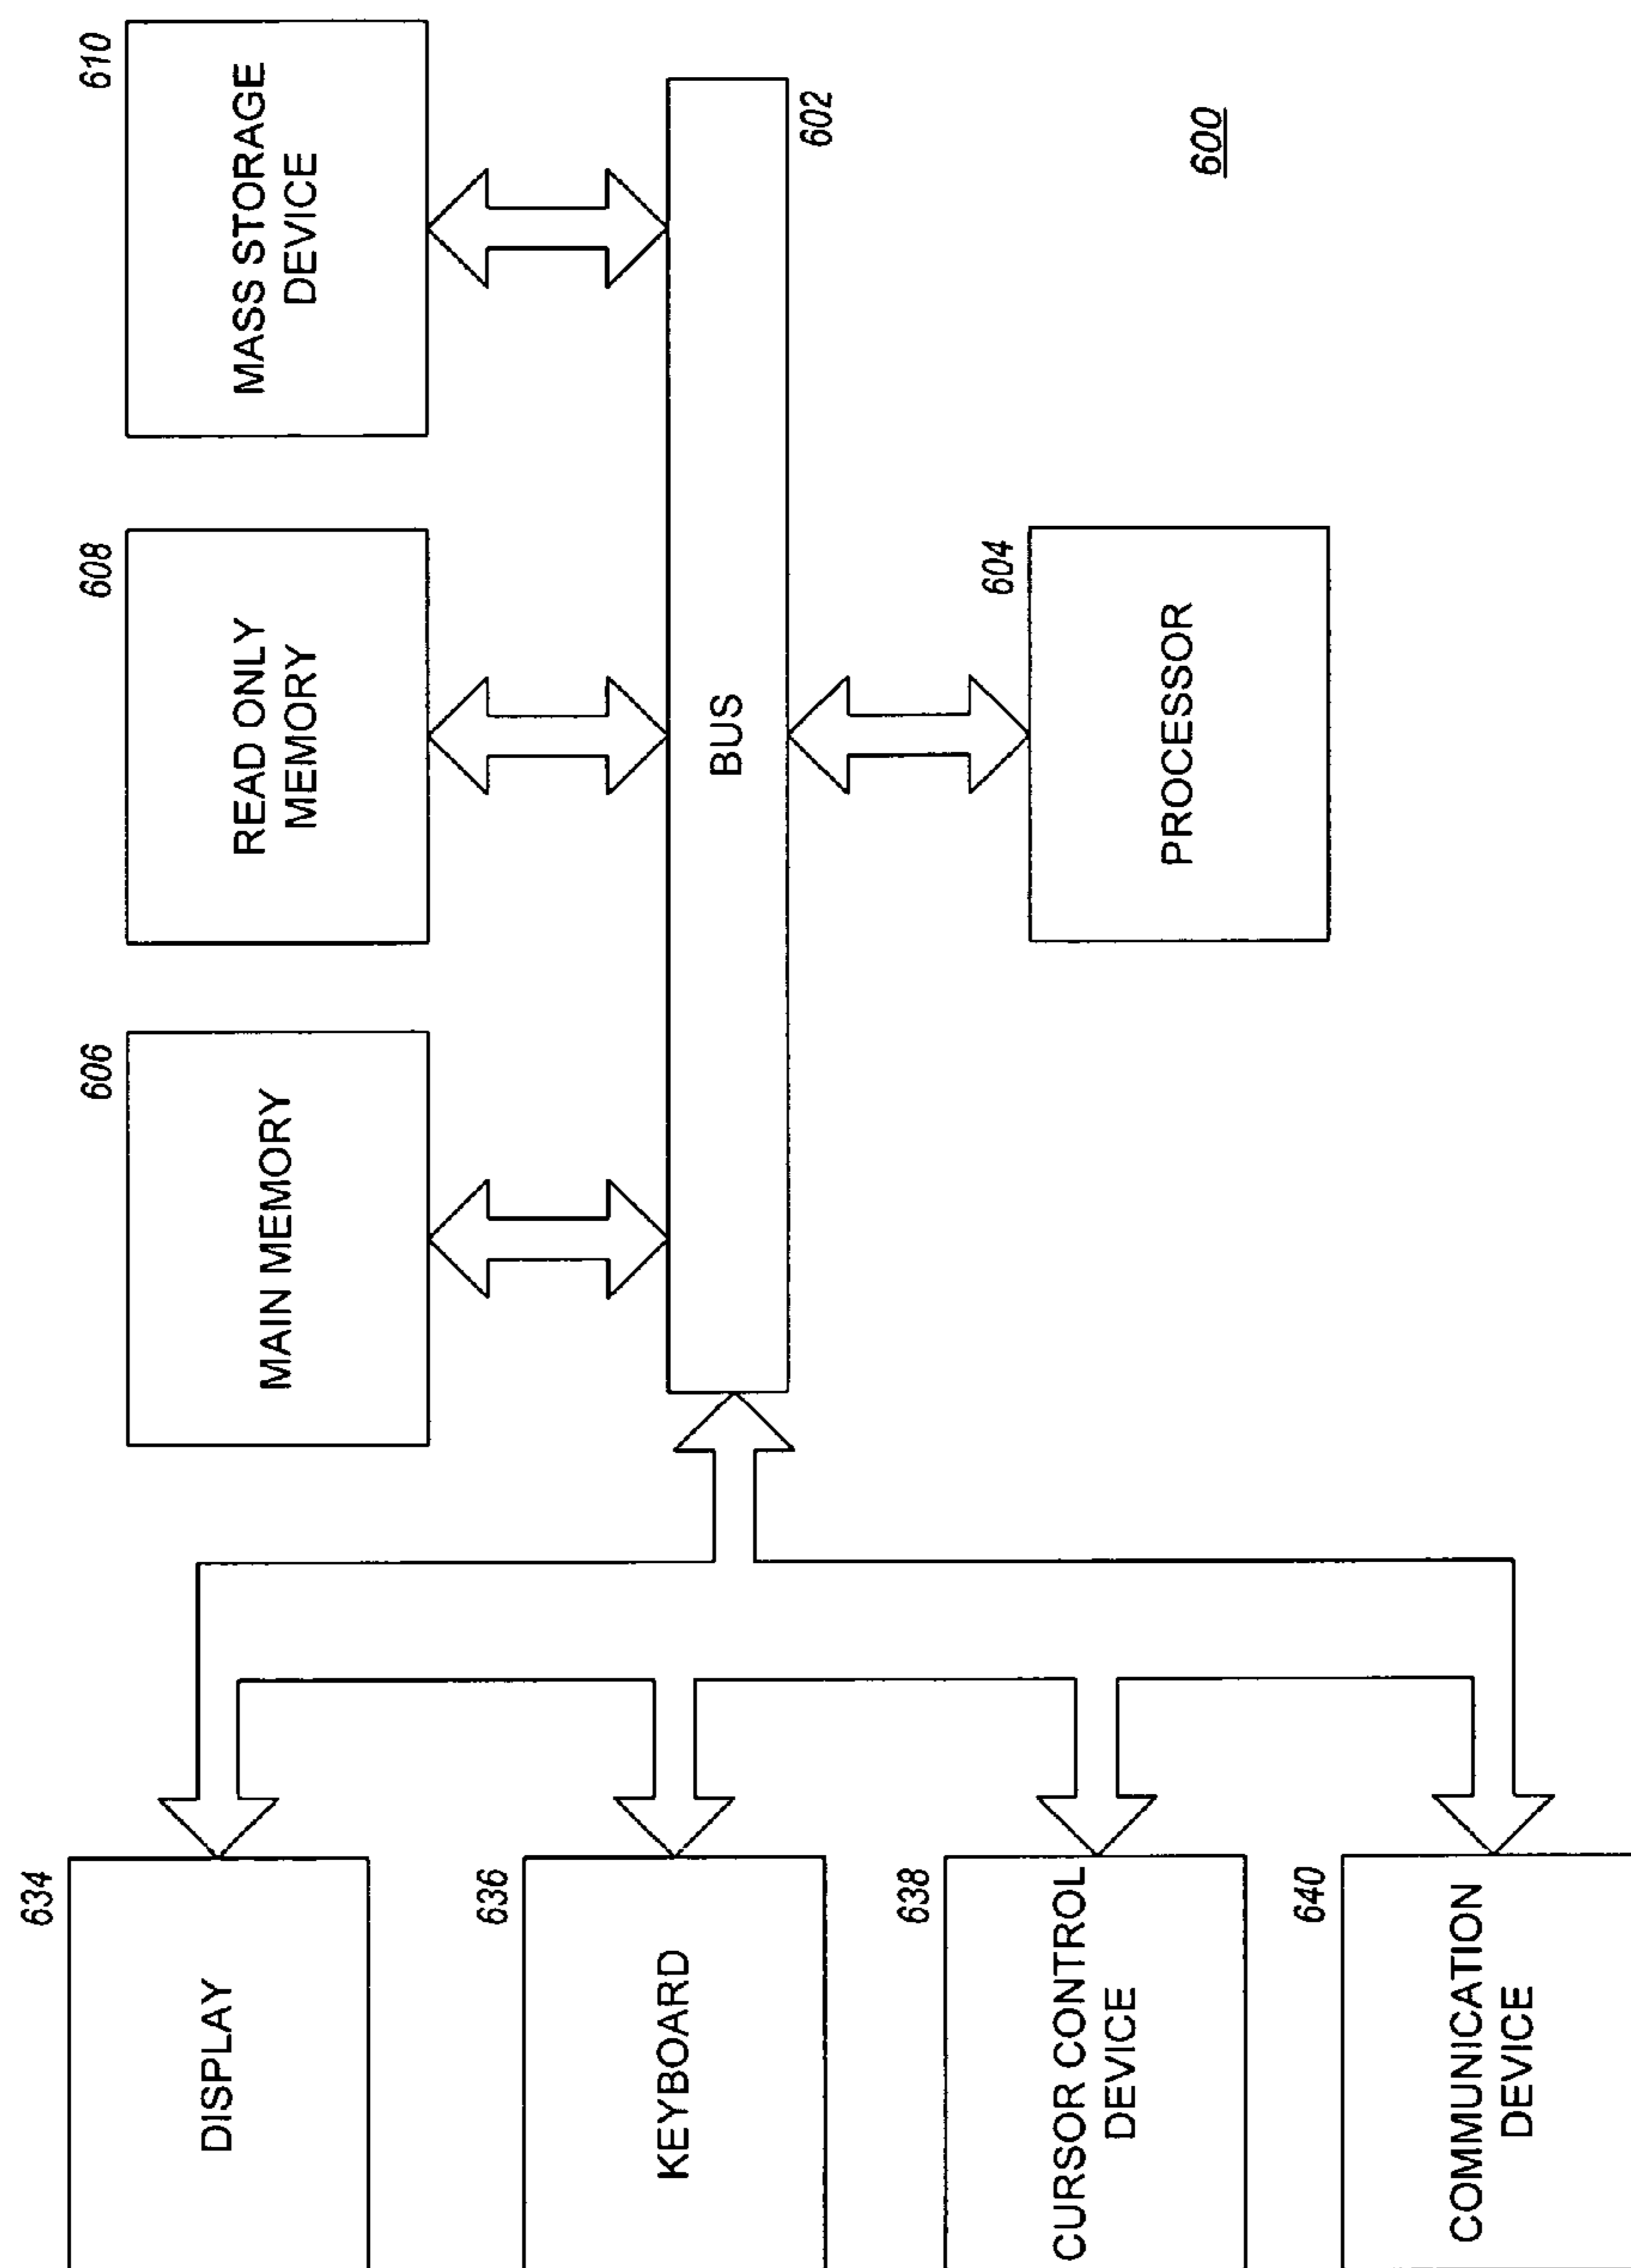 610
MASS STORAGE
DEVICE
608
READ ONLY
MEMORY
606
MAIN MEMORY
602
BUS
604
PROCESSOR
600
634
DISPLAY
636
KEYBOARD
638
CURSOR CONTROL
DEVICE
640
COMMUNICATION
DEVICE